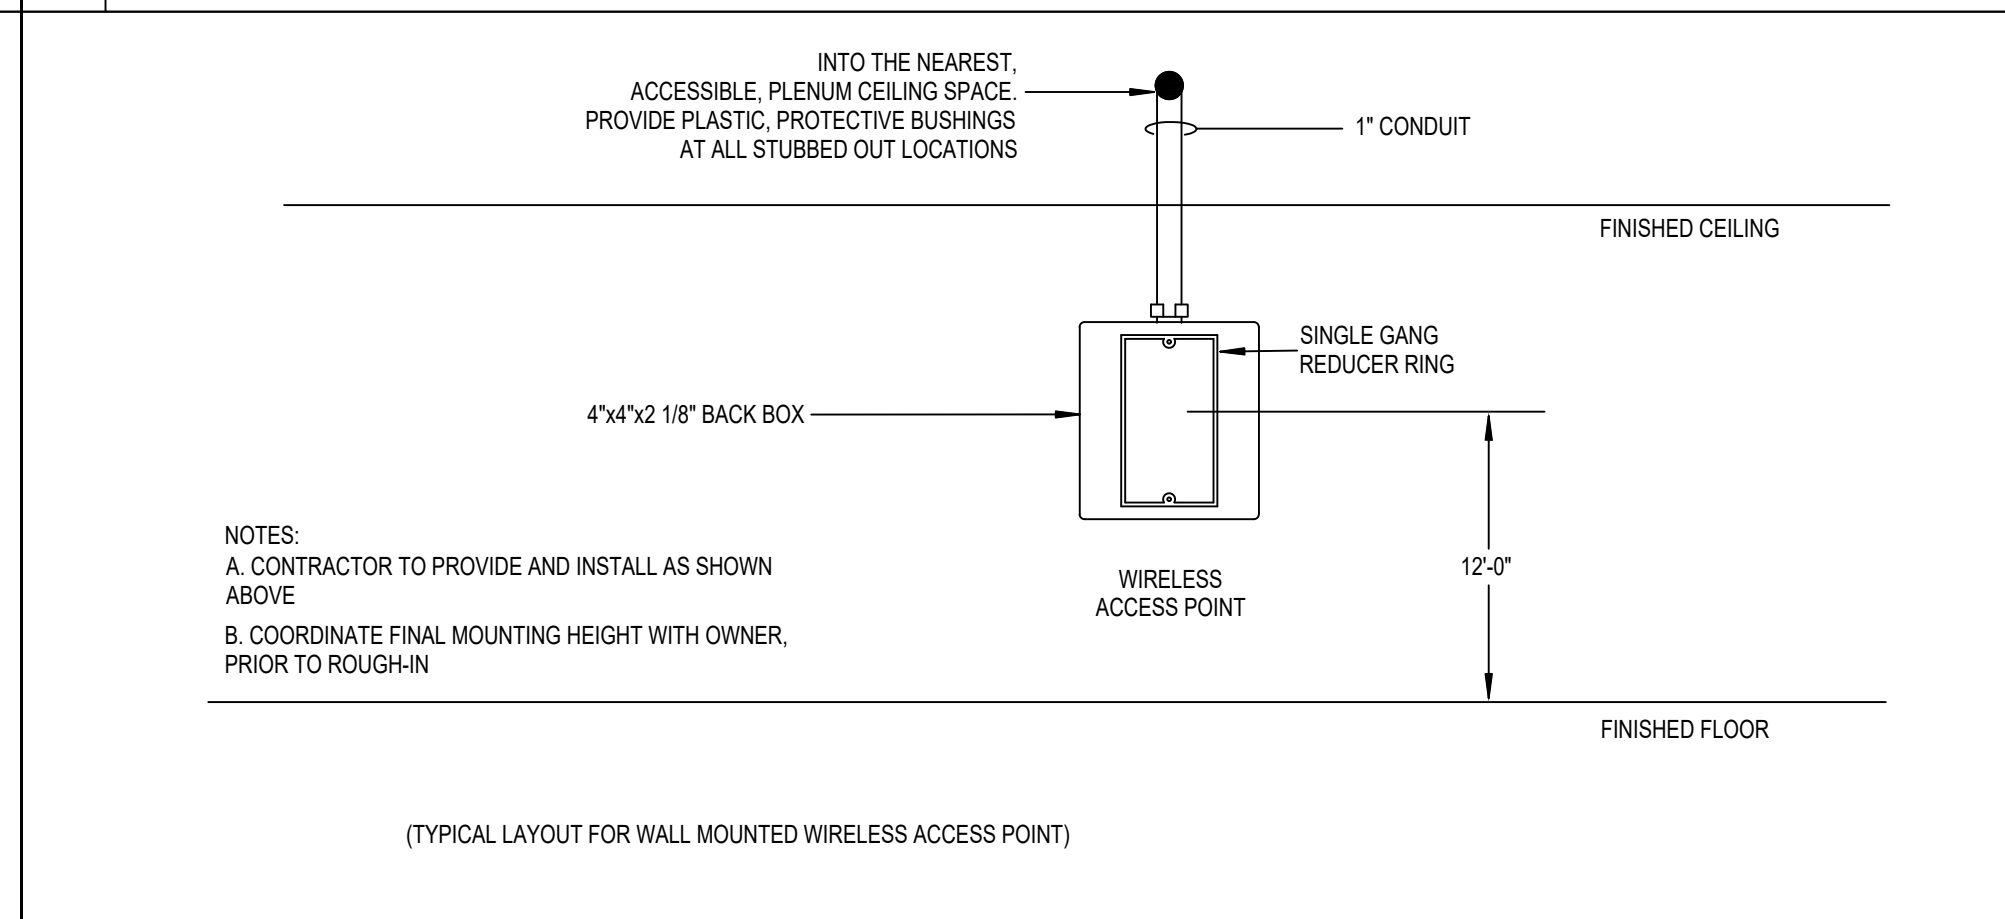 INTO THE NEAREST,
ACCESSIBLE, PLENUM CEILING SPACE.
PROVIDE PLASTIC, PROTECTIVE BUSHINGS
AT ALL STUBBED OUT LOCATIONS
1" CONDUIT
FINISHED CEILING
SINGLE GANG
REDUCER RING
4"x4"x2 1/8" BACK BOX
NOTES:
A. CONTRACTOR TO PROVIDE AND INSTALL AS SHOWN
ABOVE
B. COORDINATE FINAL MOUNTING HEIGHT WITH OWNER,
PRIOR TO ROUGH-IN
WIRELESS
ACCESS POINT
12'-0"
FINISHED FLOOR
(TYPICAL LAYOUT FOR WALL MOUNTED WIRELESS ACCESS POINT)